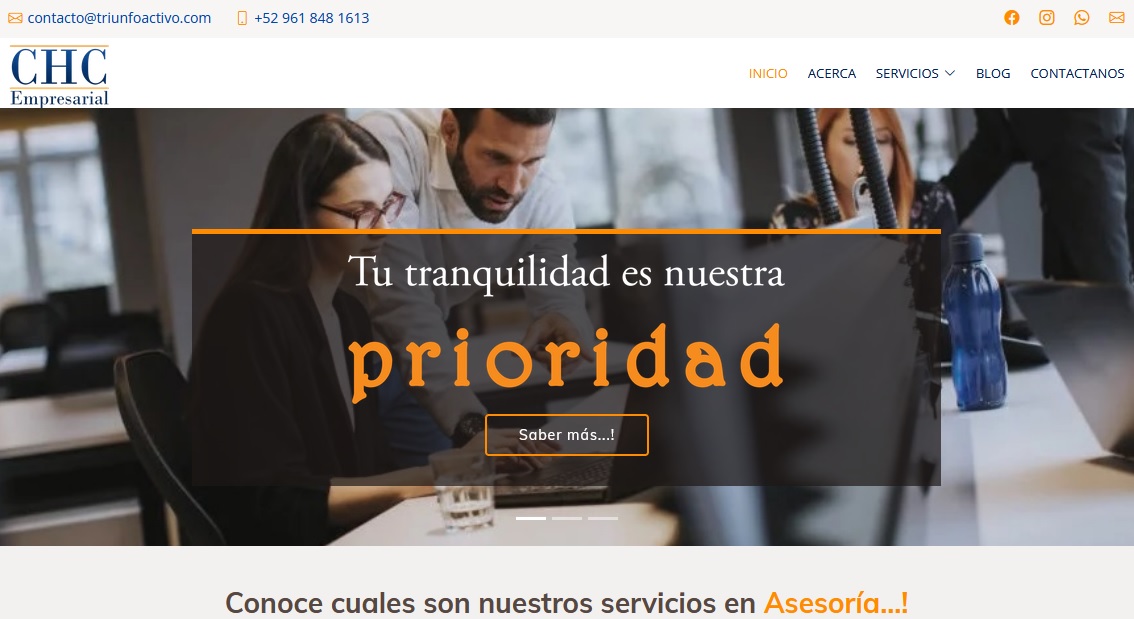 contacto@triunfoactivo.com +52 961 848 1613
CHC
Empresarial
INICIO ACERCA SERVICIOS BLOG CONTACTANOS
Tu tranquilidad es nuestra
prioridad
Saber más...!
Conoce cuales son nuestros servicios en Asesoría...!